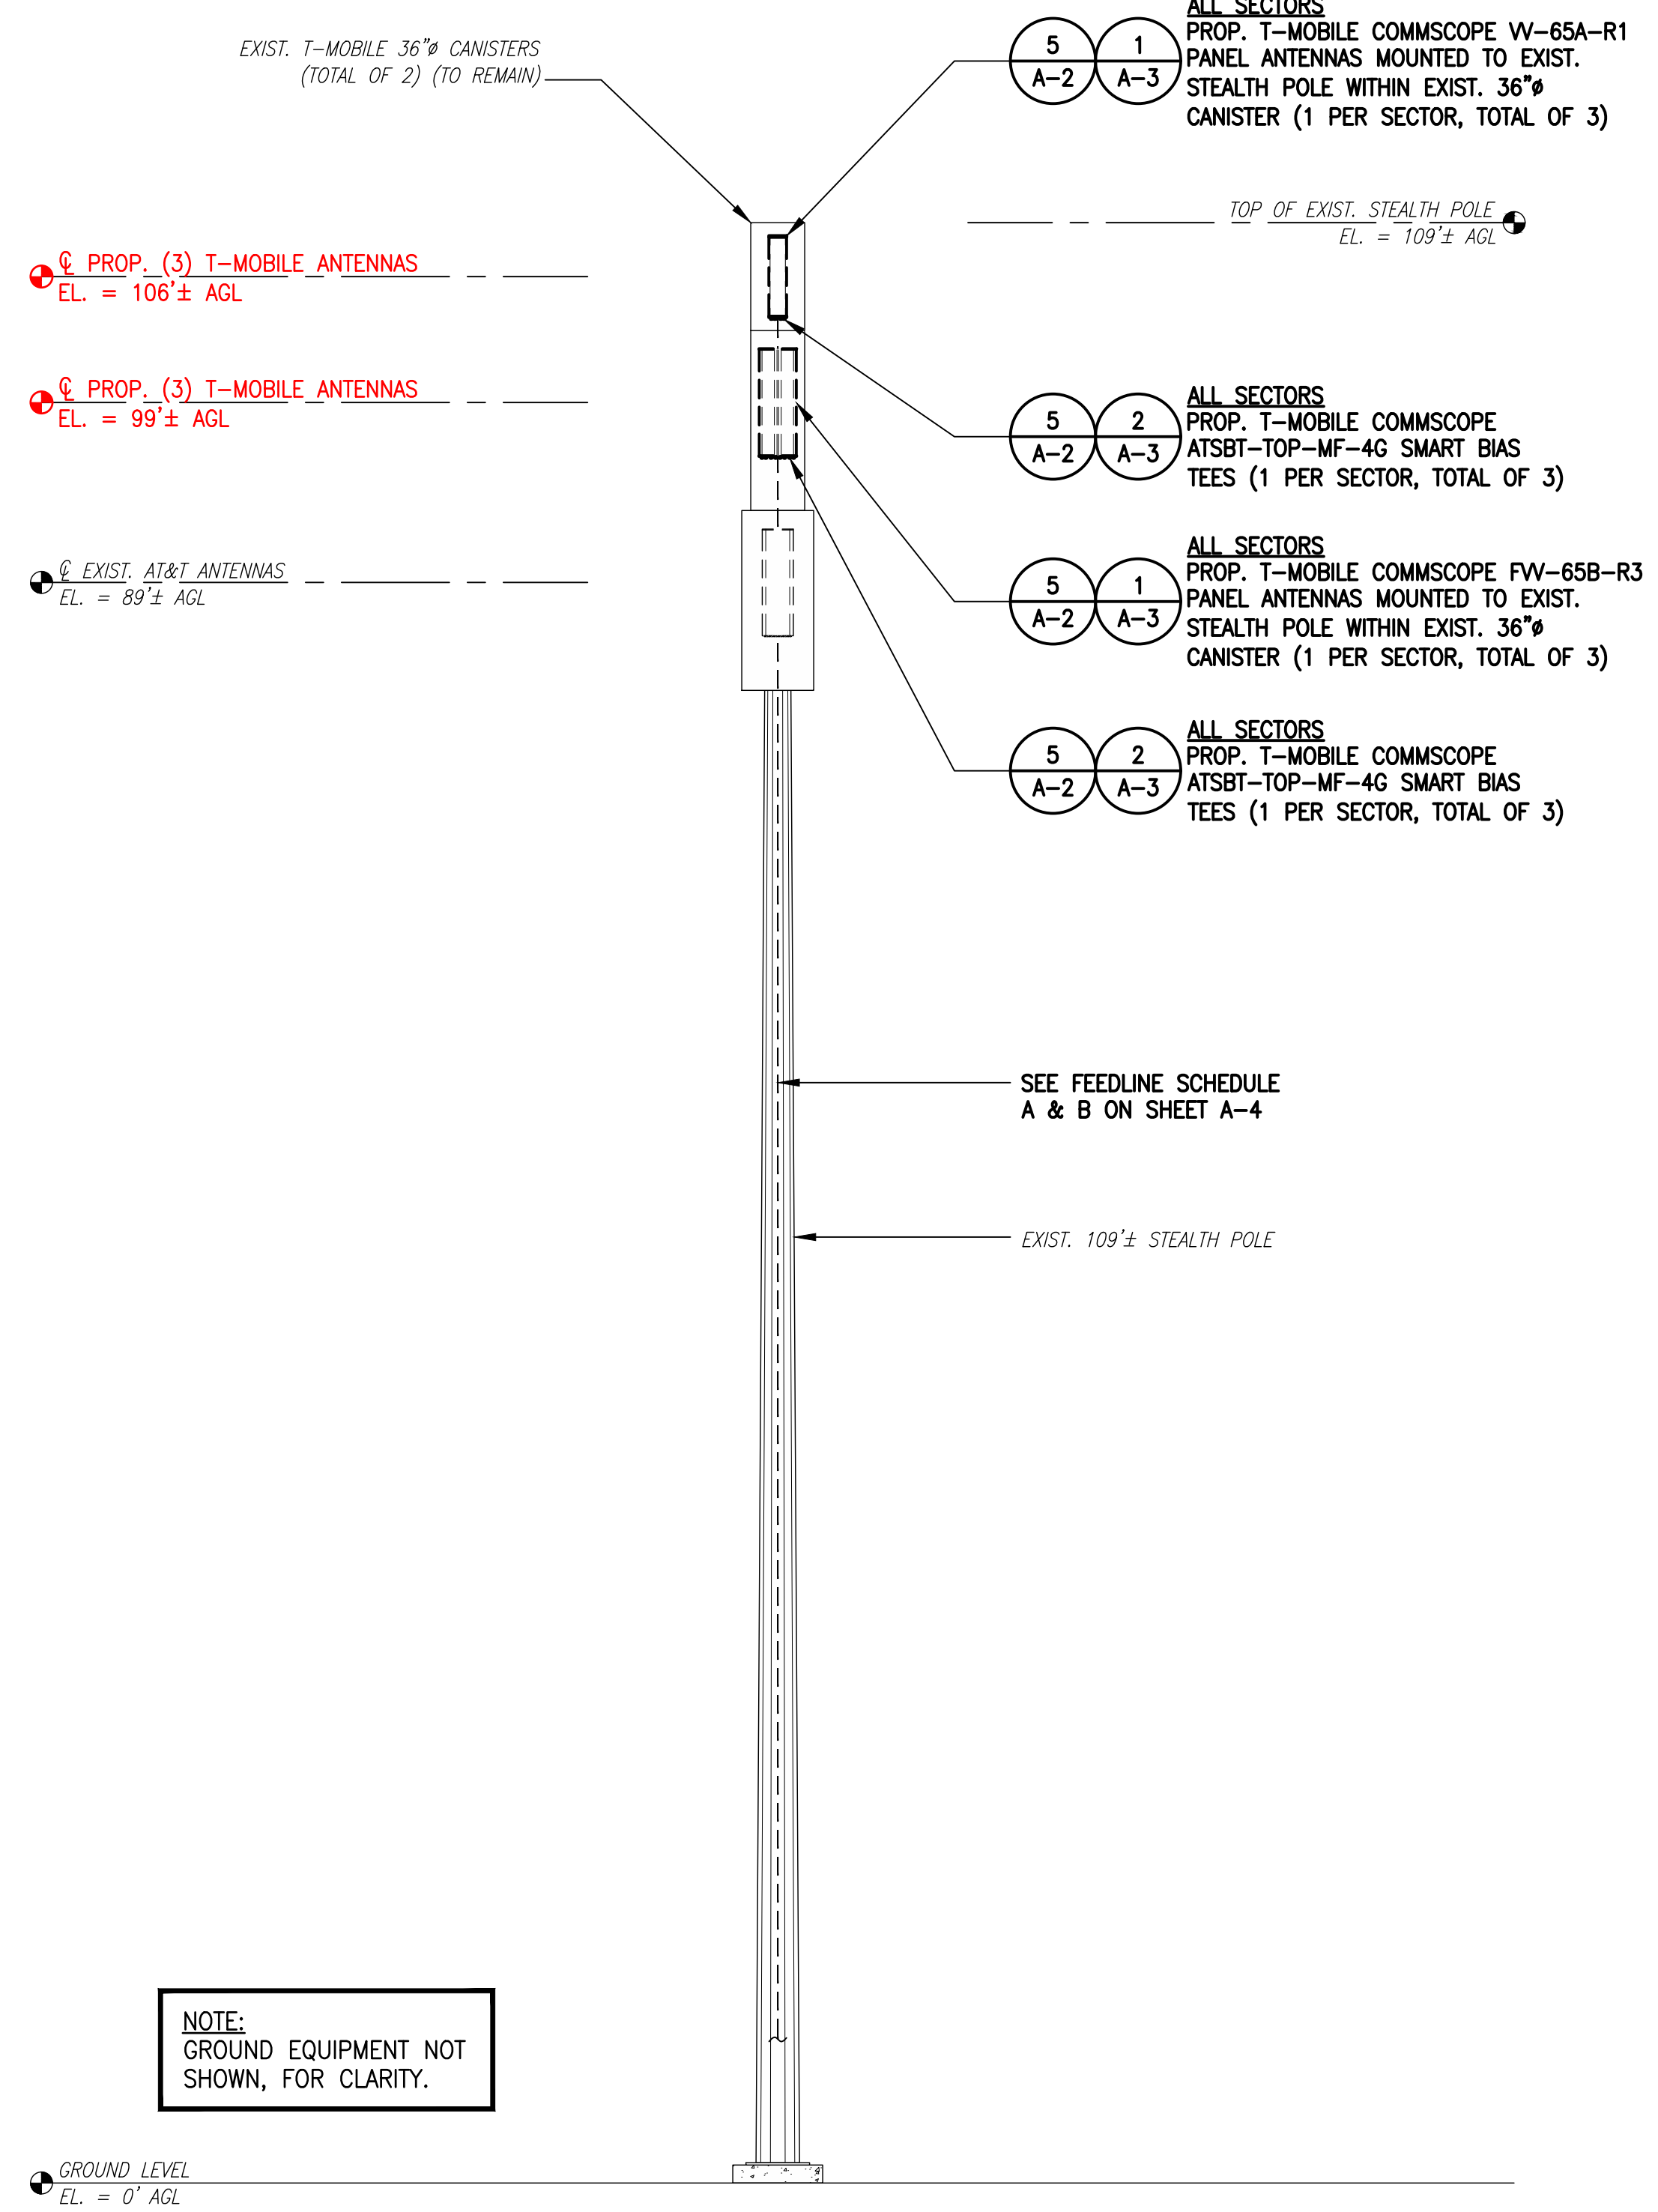 ALL SECTORS
PROP. T-MOBILE COMMSCOPE VV-65A-R1
PANEL ANTENNAS MOUNTED TO EXIST.
STEALTH POLE WITHIN EXIST. 36"ø
CANISTER (1 PER SECTOR, TOTAL OF 3)
5
A-2
1
A-3
EXIST. T-MOBILE 36"ø CANISTERS
(TOTAL OF 2) (TO REMAIN)
TOP OF EXIST. STEALTH POLE
EL. = 109'± AGL
℄ PROP. (3) T-MOBILE ANTENNAS
EL. = 106'± AGL
℄ PROP. (3) T-MOBILE ANTENNAS
EL. = 99'± AGL
5
A-2
2
A-3
ALL SECTORS
PROP. T-MOBILE COMMSCOPE
ATSBT-TOP-MF-4G SMART BIAS
TEES (1 PER SECTOR, TOTAL OF 3)
℄ EXIST. AT&T ANTENNAS
EL. = 89'± AGL
5
A-2
1
A-3
ALL SECTORS
PROP. T-MOBILE COMMSCOPE FVV-65B-R3
PANEL ANTENNAS MOUNTED TO EXIST.
STEALTH POLE WITHIN EXIST. 36"ø
CANISTER (1 PER SECTOR, TOTAL OF 3)
5
A-2
2
A-3
ALL SECTORS
PROP. T-MOBILE COMMSCOPE
ATSBT-TOP-MF-4G SMART BIAS
TEES (1 PER SECTOR, TOTAL OF 3)
SEE FEEDLINE SCHEDULE
A & B ON SHEET A-4
EXIST. 109'± STEALTH POLE
NOTE:
GROUND EQUIPMENT NOT
SHOWN, FOR CLARITY.
GROUND LEVEL
EL. = 0' AGL